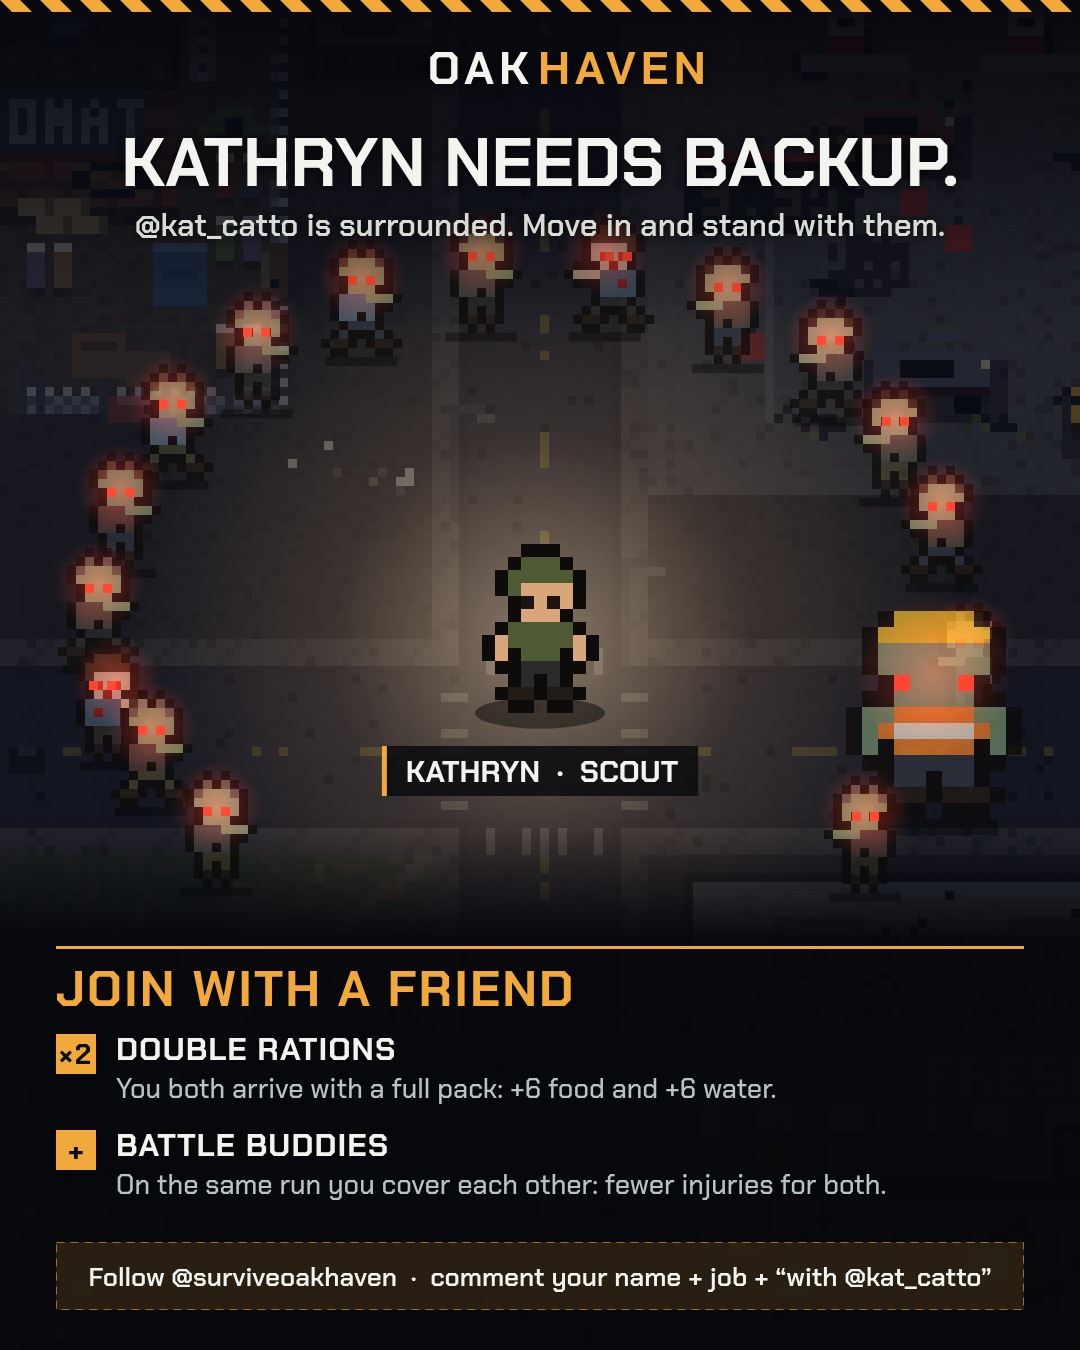 OMAT
OAKHAVEN
KATHRYN NEEDS BACKUP.
@kat_catto is surrounded. Move in and stand with them.
KATHRYN · SCOUT
JOIN WITH A FRIEND
×2 DOUBLE RATIONS
You both arrive with a full pack: +6 food and +6 water.
+ BATTLE BUDDIES
On the same run you cover each other: fewer injuries for both.
Follow @surviveoakhaven · comment your name + job + “with @kat_catto”